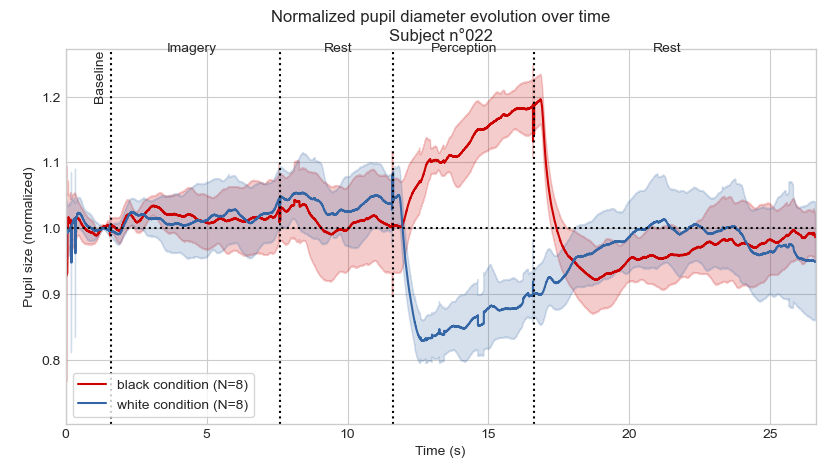 Normalized pupil diameter evolution over time
Subject n°022
Baseline
Imagery
Rest
Perception
Rest
Pupil size (normalized)
1.2
1.1
1.0
0.9
0.8
black condition (N=8)
white condition (N=8)
0
5
10
15
20
25
Time (s)